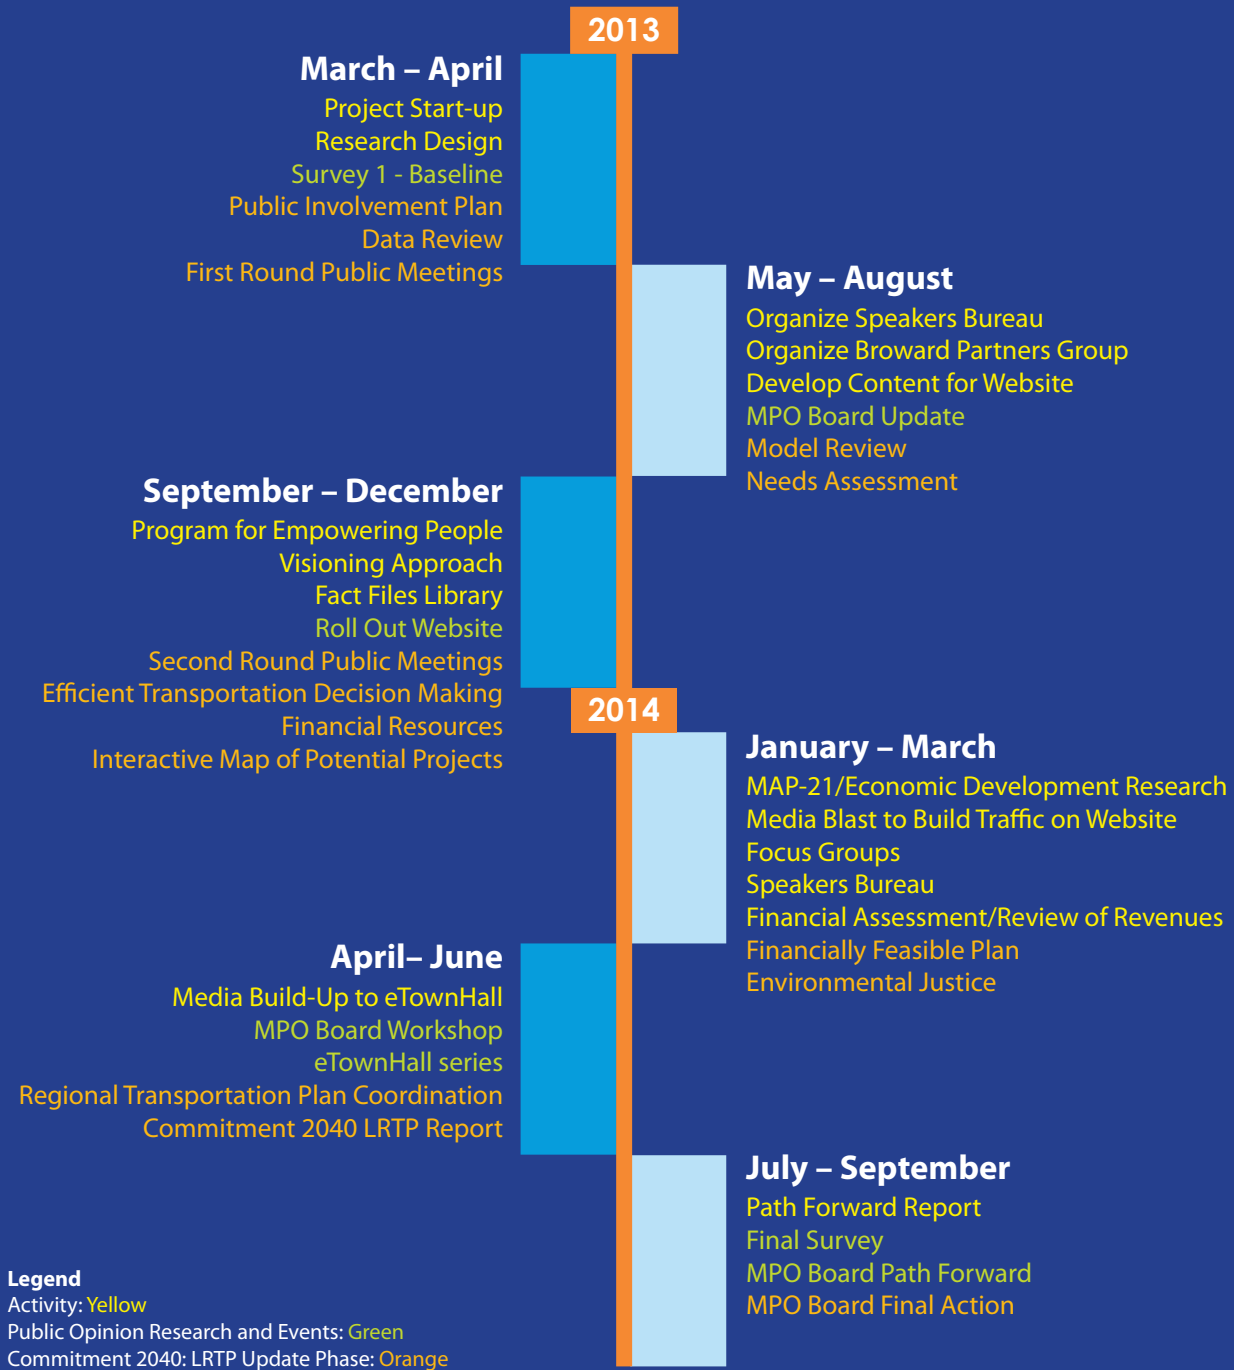 2013
March – April
Project Start-up
Research Design
Survey 1 - Baseline
Public Involvement Plan
Data Review
First Round Public Meetings
May – August
Organize Speakers Bureau
Organize Broward Partners Group
Develop Content for Website
MPO Board Update
Model Review
Needs Assessment
September – December
Program for Empowering People
Visioning Approach
Fact Files Library
Roll Out Website
Second Round Public Meetings
Efficient Transportation Decision Making
Financial Resources
Interactive Map of Potential Projects
2014
January – March
MAP-21/Economic Development Research
Media Blast to Build Traffic on Website
Focus Groups
Speakers Bureau
Financial Assessment/Review of Revenues
Financially Feasible Plan
Environmental Justice
April– June
Media Build-Up to eTownHall
MPO Board Workshop
eTownHall series
Regional Transportation Plan Coordination
Commitment 2040 LRTP Report
July – September
Path Forward Report
Final Survey
MPO Board Path Forward
MPO Board Final Action
Legend
Activity: Yellow
Public Opinion Research and Events: Green
Commitment 2040: LRTP Update Phase: Orange